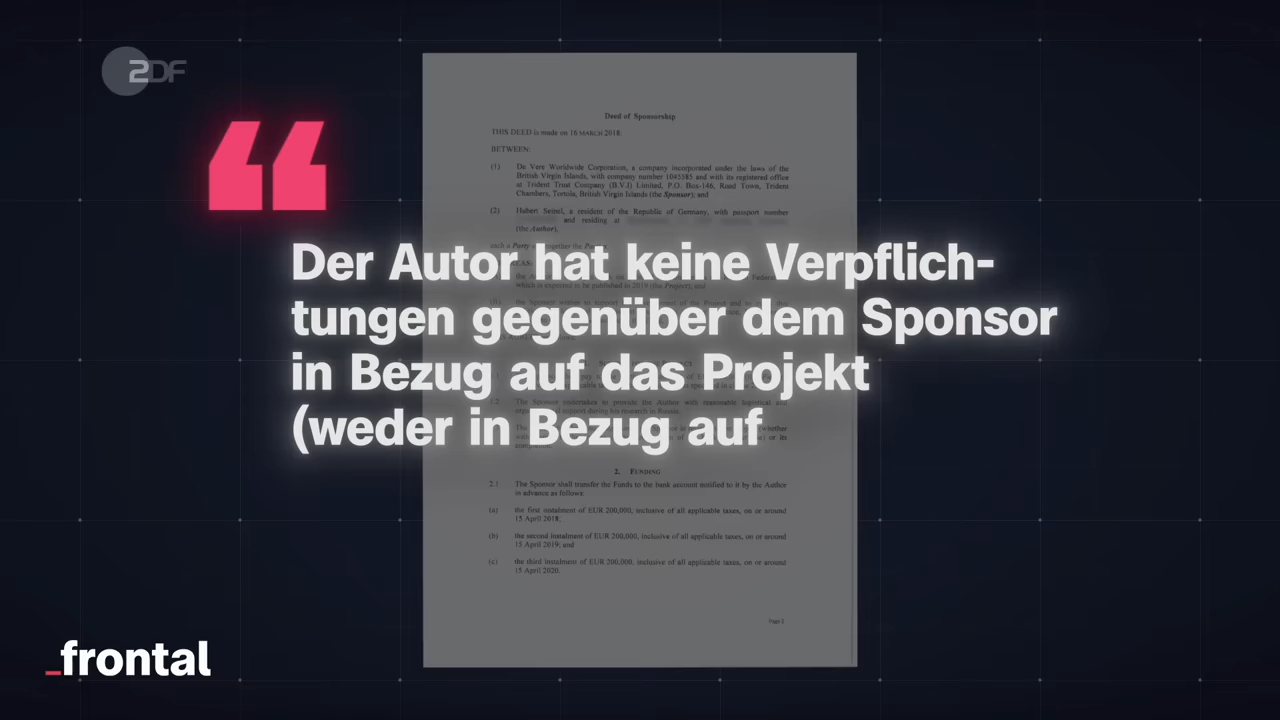 ZDF
Deed of Sponsorship
THIS DEED is made on 16 MARCH 2018:
BETWEEN:
(1) De Vere Worldwide Corporation, a company incorporated under the laws of the
British Virgin Islands, with company number 1045585 and with its registered office
at Trident Trust Company (B.V.I) Limited, P.O. Box-146, Road Town, Trident
Chambers, Tortola, British Virgin Islands (the Sponsor); and
(2) Hubert Seipel, a resident of the Republic of Germany, with passport number
and residing at
(the Author),
Der Autor hat keine Verpflich-
tungen gegenüber dem Sponsor
in Bezug auf das Projekt
(weder in Bezug auf
2. FUNDING
2.1 The Sponsor shall transfer the Funds to the bank account notified to it by the Author
in advance as follows:
(a) the first instalment of EUR 200,000, inclusive of all applicable taxes, on or around
15 April 2018;
(b) the second instalment of EUR 200,000, inclusive of all applicable taxes, on or around
15 April 2019; and
(c) the third instalment of EUR 200,000, inclusive of all applicable taxes, on or around
15 April 2020.
Page 2
_frontal